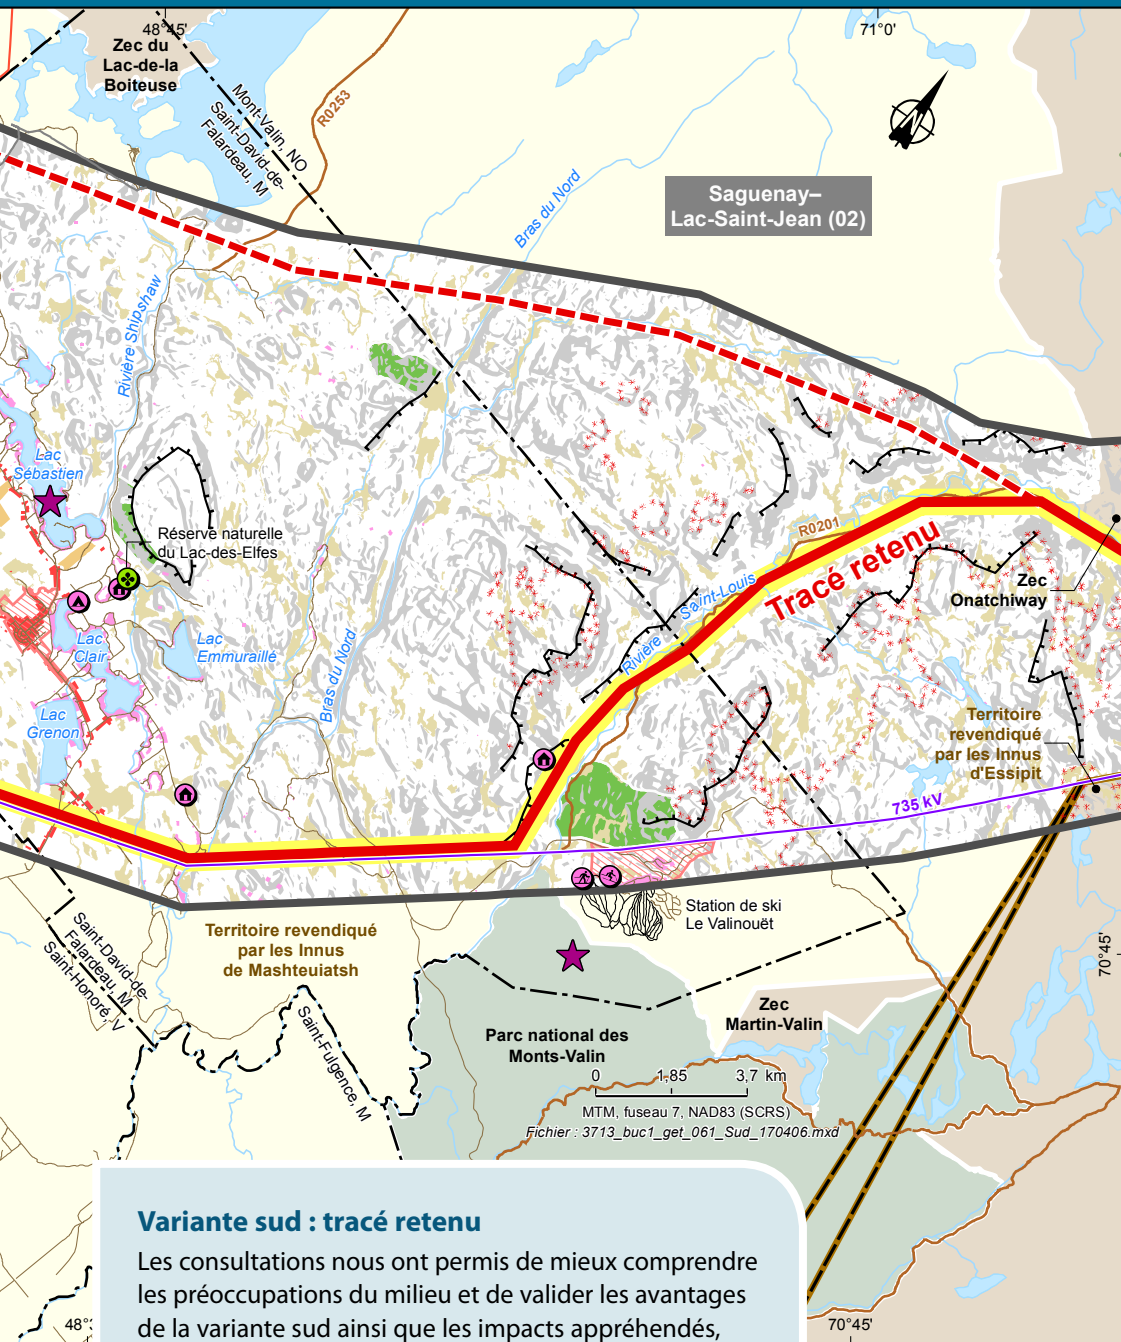 48°45'
71°0'
Zec du
Lac-de-la
Boiteuse
Mont-Valin, NO
Saint-David-de-
Falardeau, M
R0253
Bras du Nord
Saguenay–
Lac-Saint-Jean (02)
Rivière Shipshaw
Lac
Sébastien
Réserve naturelle
du Lac-des-Elfes
R0201
Tracé retenu
Zec
Onatchiway
Rivière Saint-Louis
Lac
Clair
Lac
Emmuraillé
Bras du Nord
Lac
Grenon
Territoire
revendiqué
par les Innus
d'Essipit
735 kV
Station de ski
Le Valinouët
Territoire revendiqué
par les Innus
de Mashteuiatsh
Saint-David-de-
Falardeau, M
Saint-Honoré, V
Saint-Fulgence, M
70°45'
Zec
Martin-Valin
Parc national des
Monts-Valin
0 1,85 3,7 km
MTM, fuseau 7, NAD83 (SCRS)
Fichier : 3713_buc1_get_061_Sud_170406.mxd
Variante sud : tracé retenu
Les consultations nous ont permis de mieux comprendre
les préoccupations du milieu et de valider les avantages
de la variante sud ainsi que les impacts appréhendés,
70°45'